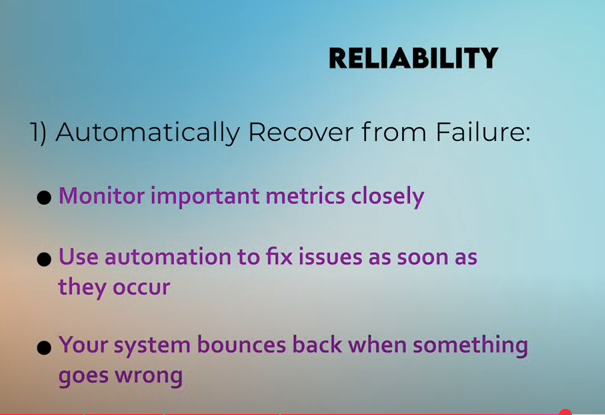 RELIABILITY
1) Automatically Recover from Failure:
● Monitor important metrics closely
● Use automation to fix issues as soon as
they occur
● Your system bounces back when something
goes wrong